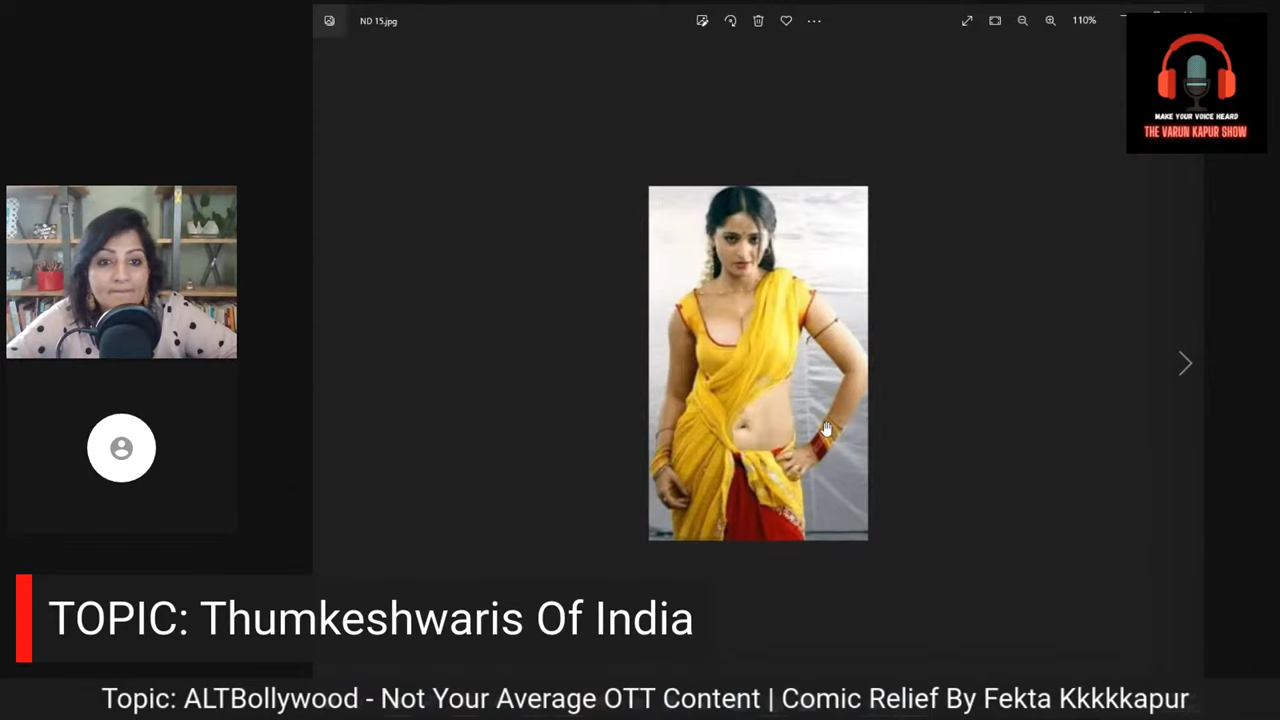 ND 15.jpg
110%
MAKE YOUR VOICE HEARD
THE VARUN KAPUR SHOW
TOPIC: Thumkeshwaris Of India
Topic: ALTBollywood - Not Your Average OTT Content | Comic Relief By Fekta Kkkkkapur